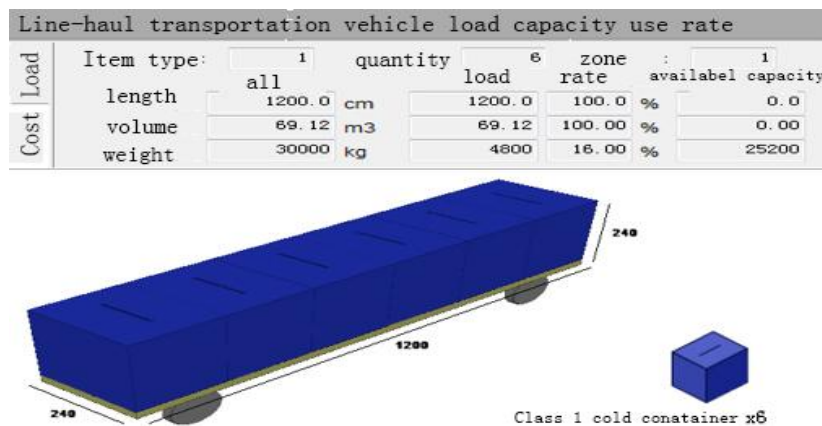 Line-haul transportation vehicle load capacity use rate
Load
Cost
Item type: 1 quantity 6 zone : 1
all load rate availabel capacity
length 1200.0 cm 1200.0 100.0 % 0.0
volume 69.12 m3 69.12 100.00 % 0.00
weight 30000 kg 4800 16.00 % 25200
240
1200
240
Class 1 cold conatainer x6